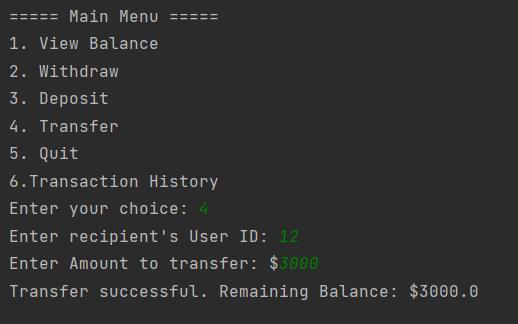 ===== Main Menu =====
1. View Balance
2. Withdraw
3. Deposit
4. Transfer
5. Quit
6.Transaction History
Enter your choice: 4
Enter recipient's User ID: 12
Enter Amount to transfer: $3000
Transfer successful. Remaining Balance: $3000.0